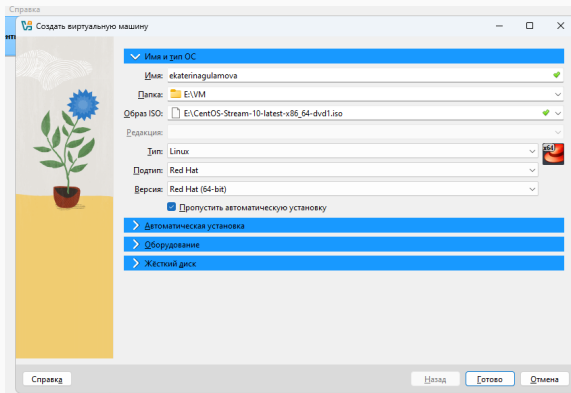 Справка
Создать виртуальную машину
Имя и тип ОС
Имя: ekaterinagulamova
Папка: E:\VM
Образ ISO: E:\CentOS-Stream-10-latest-x86_64-dvd1.iso
Редакция:
Тип: Linux
x64
Подтип: Red Hat
Версия: Red Hat (64-bit)
Пропустить автоматическую установку
Автоматическая установка
Оборудование
Жёсткий диск
Справка
Назад
Готово
Отмена